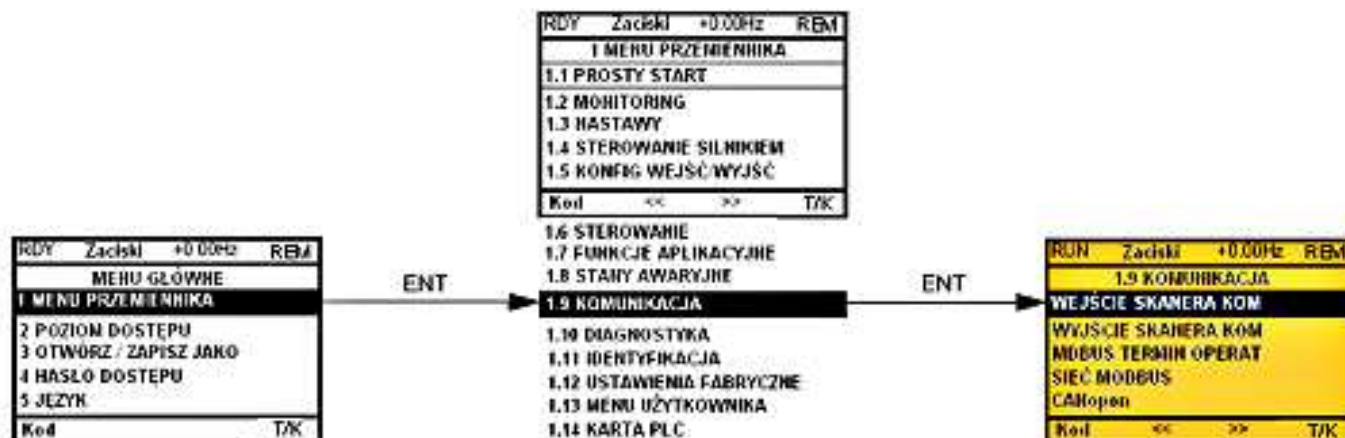 RDY Zaciski +0.00Hz REM
1 MENU PRZEMIENNIKA
1.1 PROSTY START
1.2 MONITORING
1.3 NASTAWY
1.4 STEROWANIE SILNIKIEM
1.5 KONFIG WEJŚĆ/WYJŚĆ
Kod << >> T/K
1.6 STEROWANIE
1.7 FUNKCJE APLIKACYJNE
1.8 STANY AWARYJNE
1.9 KOMUNIKACJA
1.10 DIAGNOSTYKA
1.11 IDENTYFIKACJA
1.12 USTAWIENIA FABRYCZNE
1.13 MENU UŻYTKOWNIKA
1.14 KARTA PLC
RDY Zaciski +0.00Hz REM
MENU GŁÓWNE
1 MENU PRZEMIENNIKA
2 POZIOM DOSTĘPU
3 OTWÓRZ / ZAPISZ JAKO
4 HASŁO DOSTĘPU
5 JĘZYK
Kod T/K
ENT
ENT
RUN Zaciski +0.00Hz REM
1.9 KOMUNIKACJA
WEJŚCIE SKANERA KOM
WYJŚCIE SKANERA KOM
MDBUS TERMIN OPERAT
SIEĆ MODBUS
CANopen
Kod << >> T/K